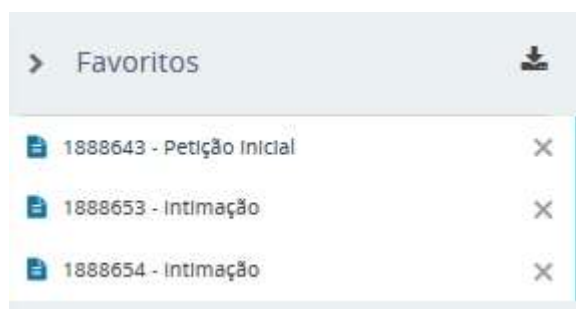 Favoritos
1888643 - Petição Inicial
1888653 - Intimação
1888654 - Intimação